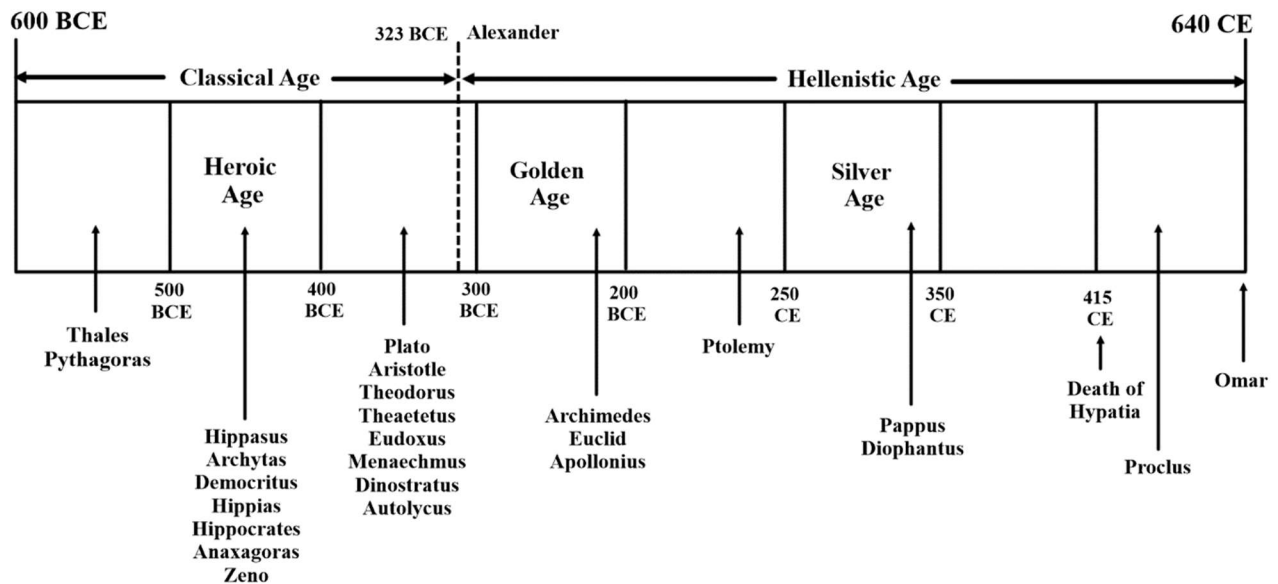 600 BCE
323 BCE
Alexander
640 CE
Classical Age
Hellenistic Age
Heroic
Age
Golden
Age
Silver
Age
500
BCE
400
BCE
300
BCE
200
BCE
250
CE
350
CE
415
CE
Thales
Pythagoras
Hippasus
Archytas
Democritus
Hippias
Hippocrates
Anaxagoras
Zeno
Plato
Aristotle
Theodorus
Theaetetus
Eudoxus
Menaechmus
Dinostratus
Autolycus
Archimedes
Euclid
Apollonius
Ptolemy
Pappus
Diophantus
Death of
Hypatia
Proclus
Omar